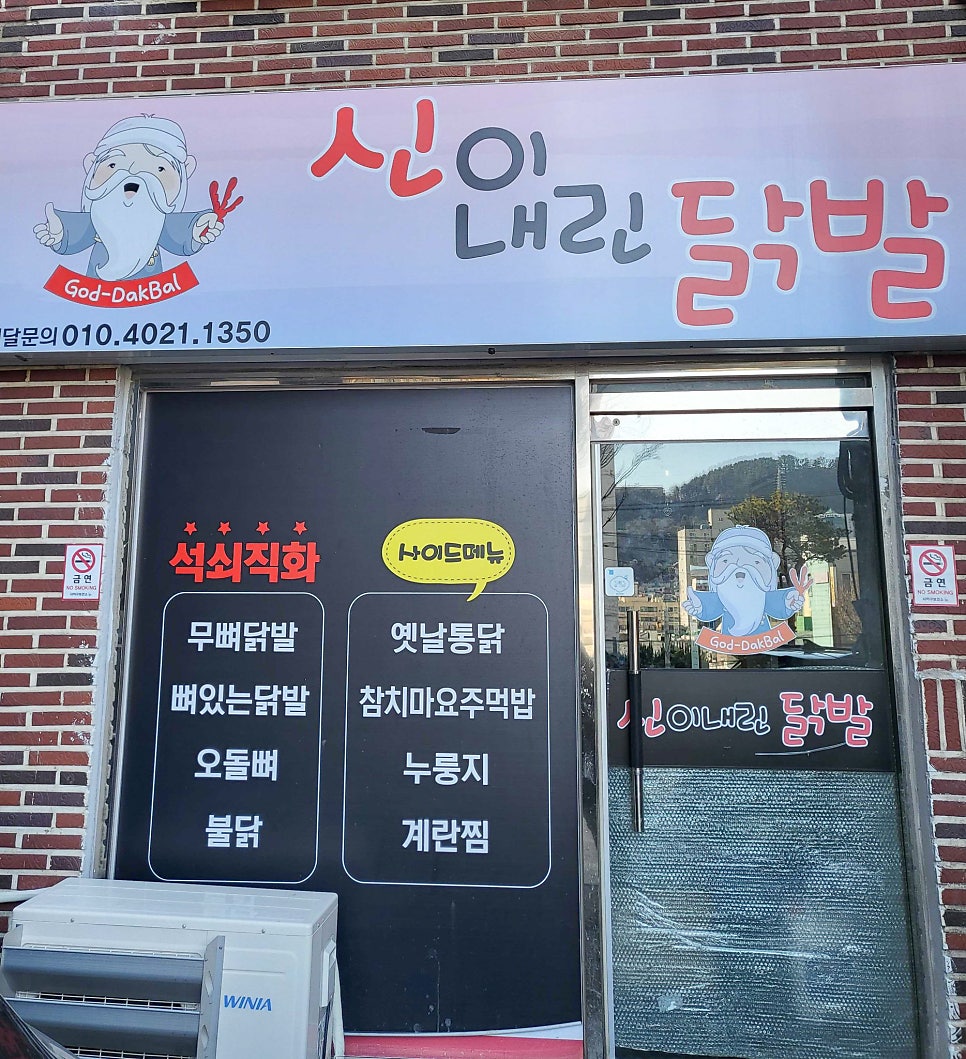 신이
내린 닭발
God-DakBal
달문의 010.4021.1350
석쇠직화
무뼈닭발
뼈있는닭발
오돌뼈
불닭
사이드메뉴
옛날통닭
참치마요주먹밥
누룽지
계란찜
God-DakBal
신이내린 닭발
금연
NO SMOKING
금연
NO SMOKING
WINIA